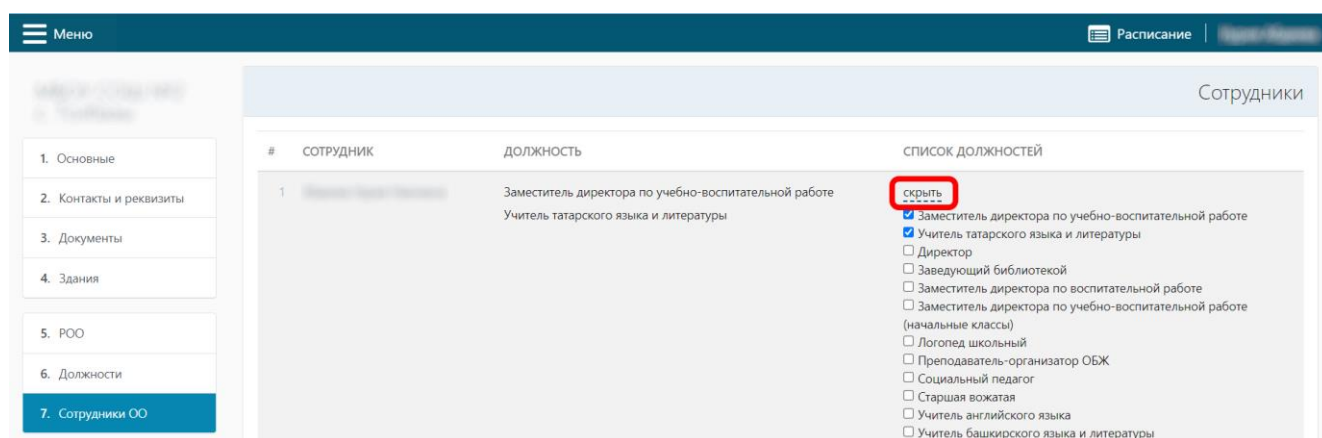 Меню
Расписание
Сотрудники
1. Основные
2. Контакты и реквизиты
3. Документы
4. Здания
5. РОО
6. Должности
7. Сотрудники ОО
# СОТРУДНИК ДОЛЖНОСТЬ СПИСОК ДОЛЖНОСТЕЙ
1 Заместитель директора по учебно-воспитательной работе
Учитель татарского языка и литературы
скрыть
Заместитель директора по учебно-воспитательной работе
Учитель татарского языка и литературы
Директор
Заведующий библиотекой
Заместитель директора по воспитательной работе
Заместитель директора по учебно-воспитательной работе
(начальные классы)
Логопед школьный
Преподаватель-организатор ОБЖ
Социальный педагог
Старшая вожатая
Учитель английского языка
Учитель башкирского языка и литературы